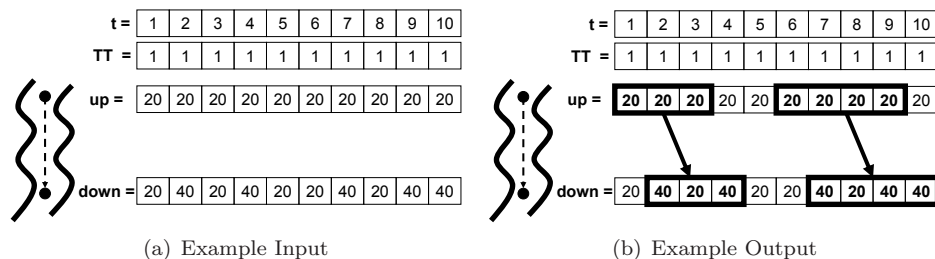 t = 1 2 3 4 5 6 7 8 9 10
TT = 1 1 1 1 1 1 1 1 1 1
up = 20 20 20 20 20 20 20 20 20 20
down = 20 40 20 40 20 20 40 20 40 40
(a) Example Input
t = 1 2 3 4 5 6 7 8 9 10
TT = 1 1 1 1 1 1 1 1 1 1
up = 20 20 20 20 20 20 20 20 20 20
down = 20 40 20 40 20 20 40 20 40 40
(b) Example Output